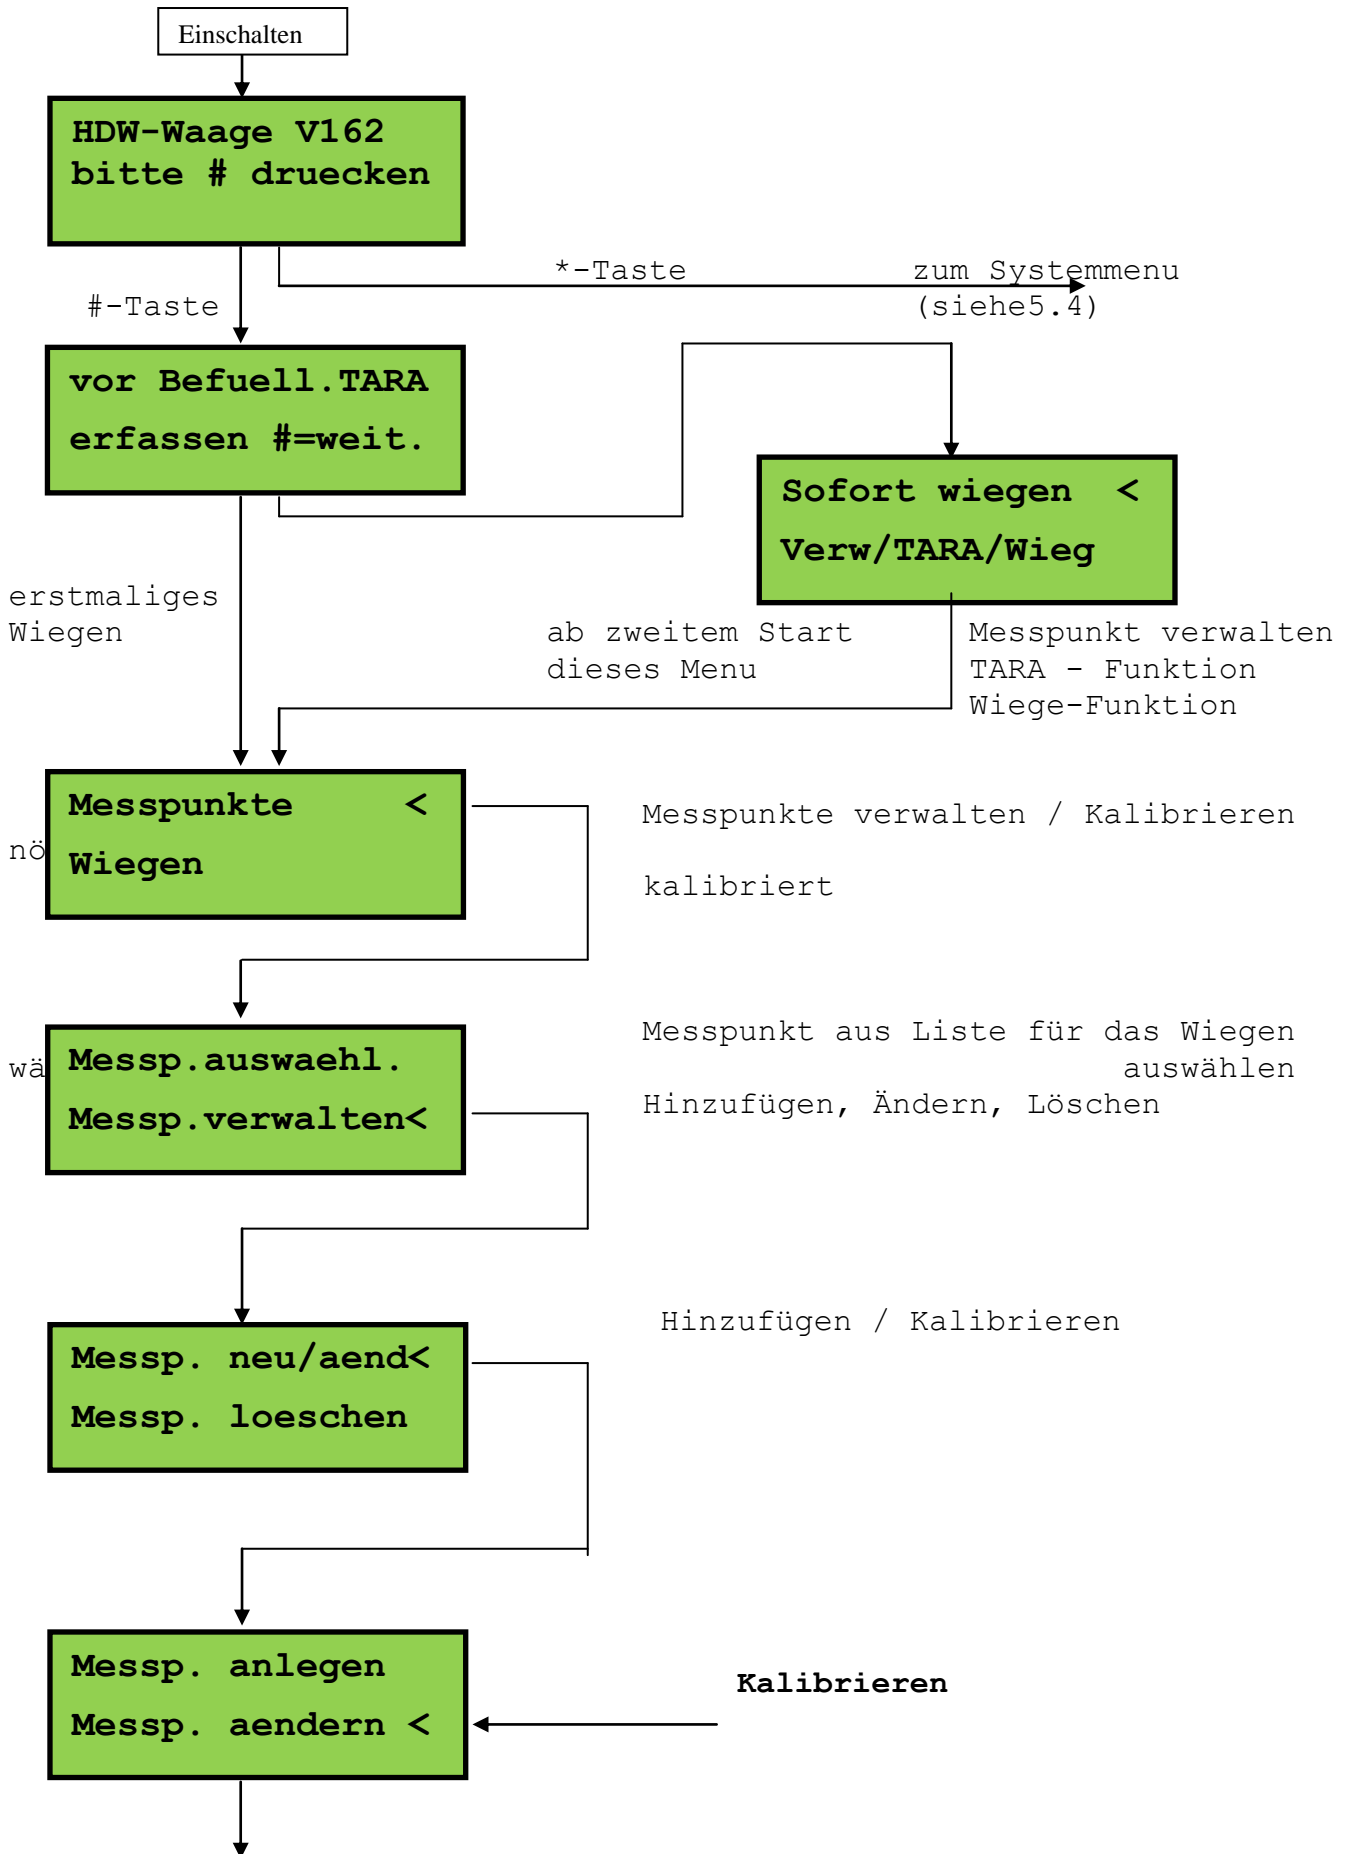 Einschalten
HDW-Waage V162
bitte # druecken
*-Taste
zum Systemmenu
#-Taste
(siehe5.4)
vor Befuell.TARA
erfassen #=weit.
Sofort wiegen <
Verw/TARA/Wieg
erstmaliges
Wiegen
ab zweitem Start
dieses Menu
Messpunkt verwalten
TARA - Funktion
Wiege-Funktion
Messpunkte <
Wiegen
Messpunkte verwalten / Kalibrieren
nö
kalibriert
Messp.auswaehl.
Messp.verwalten<
Messpunkt aus Liste für das Wiegen
wä
auswählen
Hinzufügen, Ändern, Löschen
Messp. neu/aend<
Messp. loeschen
Hinzufügen / Kalibrieren
Messp. anlegen
Messp. aendern <
Kalibrieren